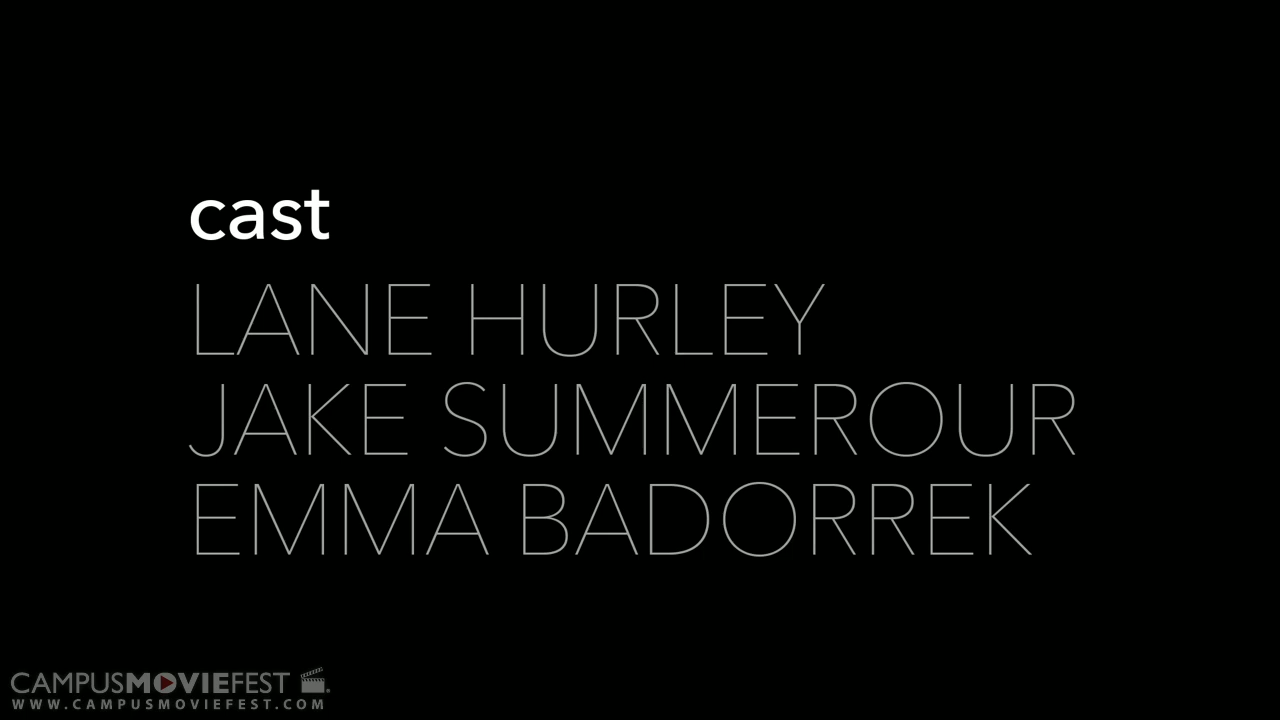 cast
LANE HURLEY
JAKE SUMMEROUR
EMMA BADORREK
CAMPUSMOVIEFEST
WWW.CAMPUSMOVIEFEST.COM